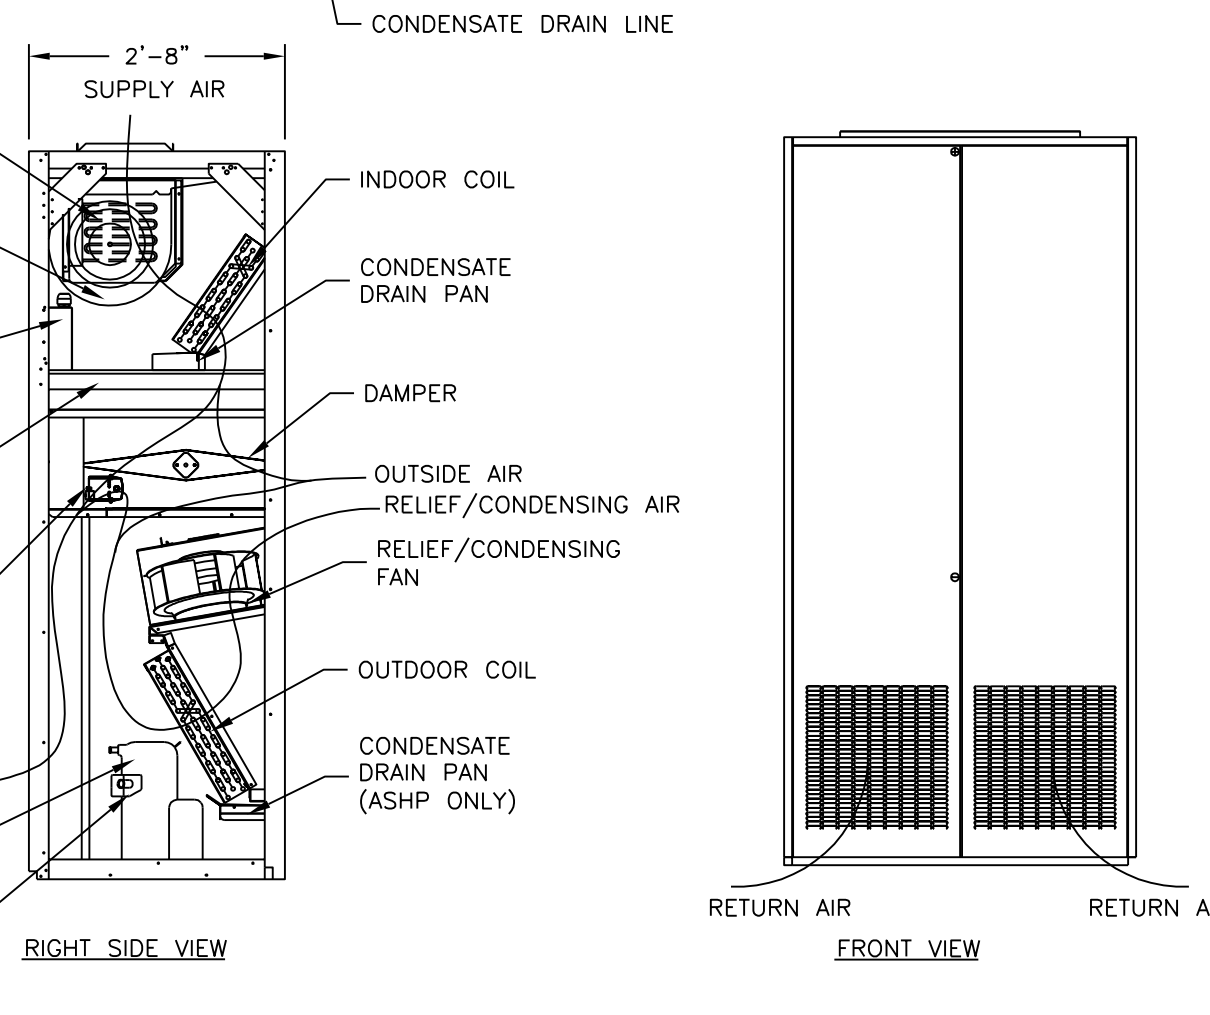 CONDENSATE DRAIN LINE
2'-8"
SUPPLY AIR
INDOOR COIL
CONDENSATE
DRAIN PAN
DAMPER
OUTSIDE AIR
RELIEF/CONDENSING AIR
RELIEF/CONDENSING
FAN
OUTDOOR COIL
CONDENSATE
DRAIN PAN
(ASHP ONLY)
RIGHT SIDE VIEW
RETURN AIR
RETURN A
FRONT VIEW